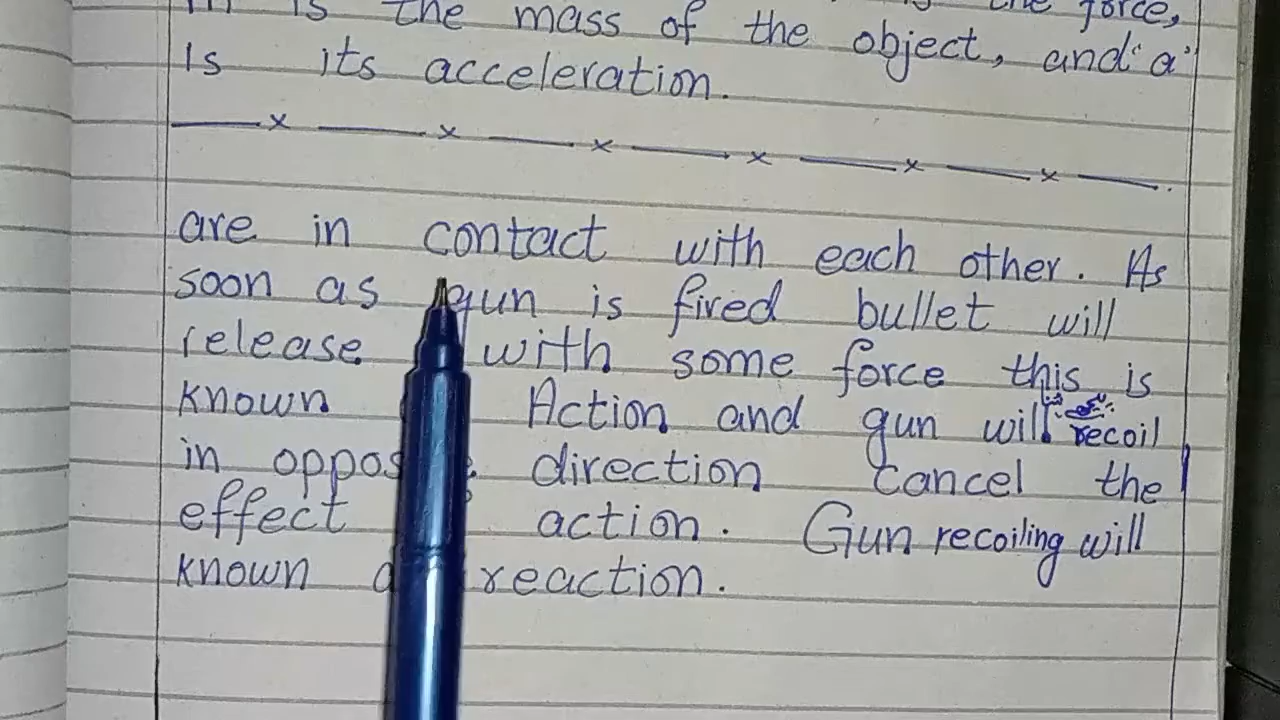 is the mass of the object, and 'a'
Is its acceleration.
are in contact with each other. As
soon as gun is fired bullet will
release with some force this is
known Action and gun will recoil
in direction cancel the
effect action. Gun recoiling will
known reaction.